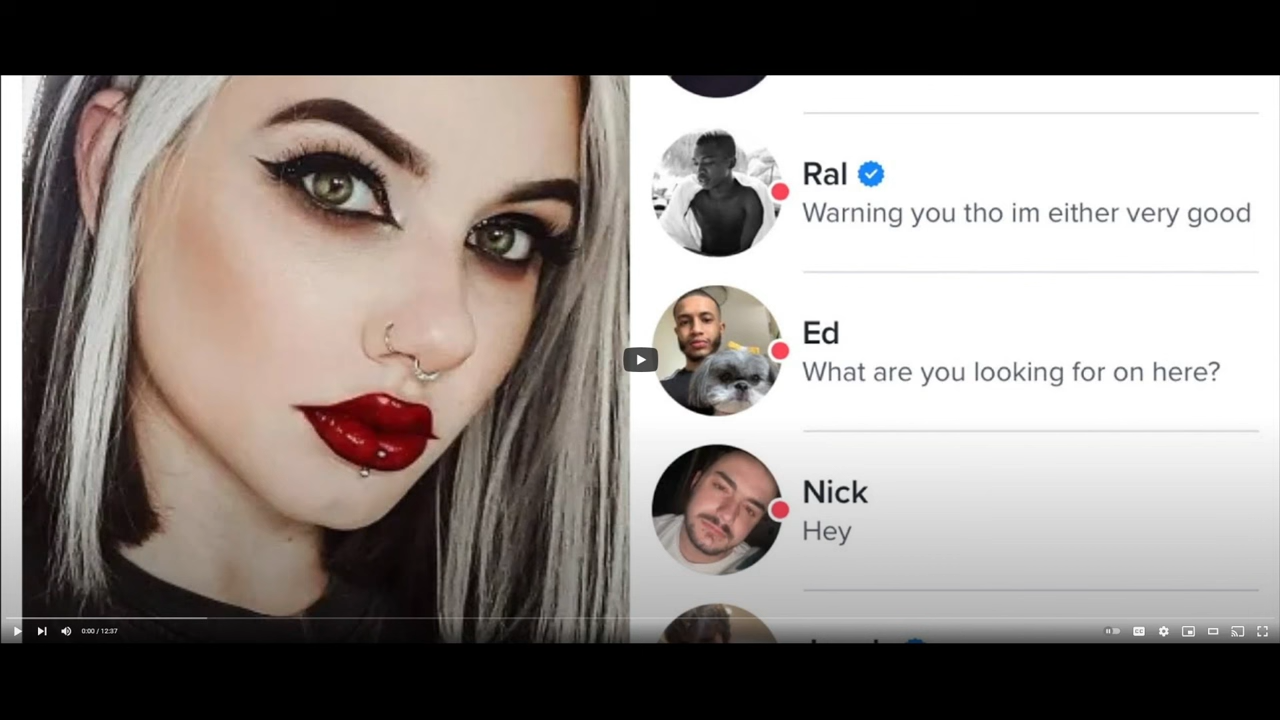 Ral
Warning you tho im either very good
Ed
What are you looking for on here?
Nick
Hey
0:00 / 12:37
CC